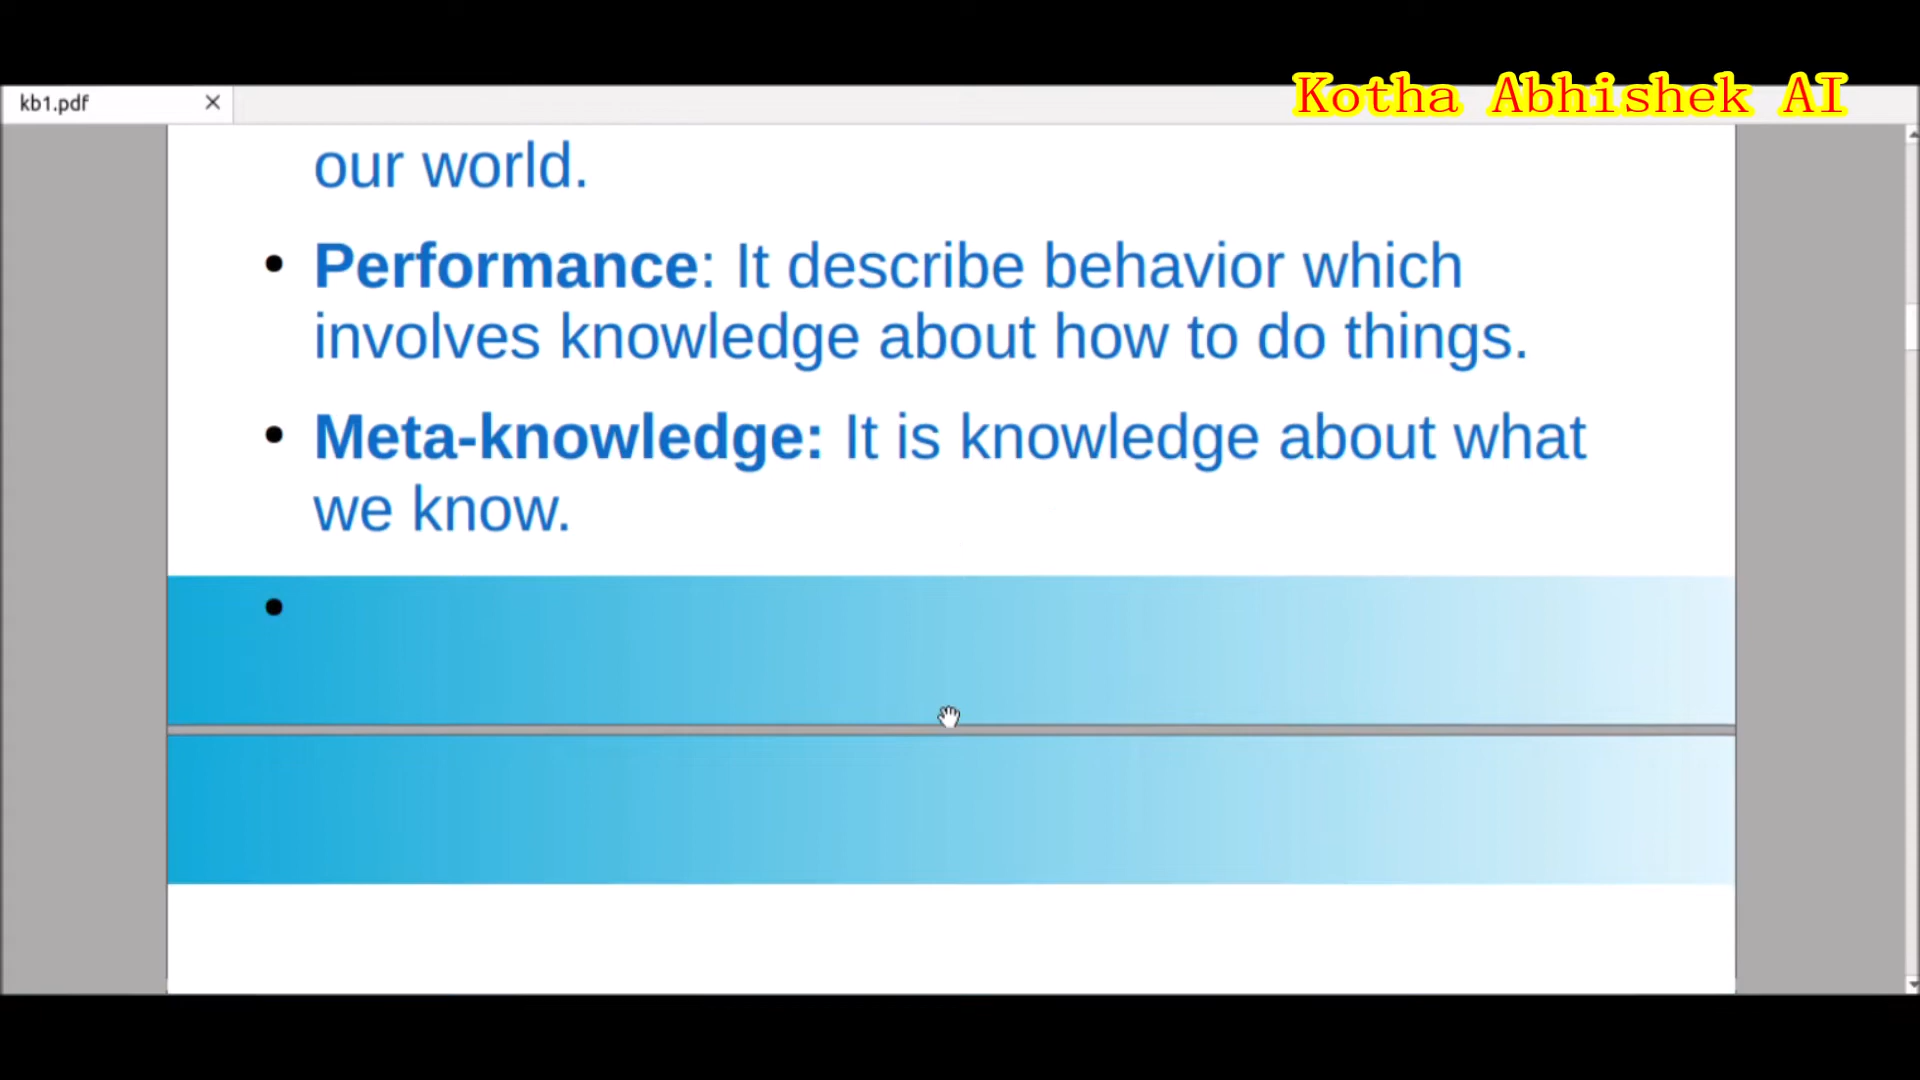 Kotha Abhishek AI
kb1.pdf
our world.
• Performance: It describe behavior which
involves knowledge about how to do things.
• Meta-knowledge: It is knowledge about what
we know.
•